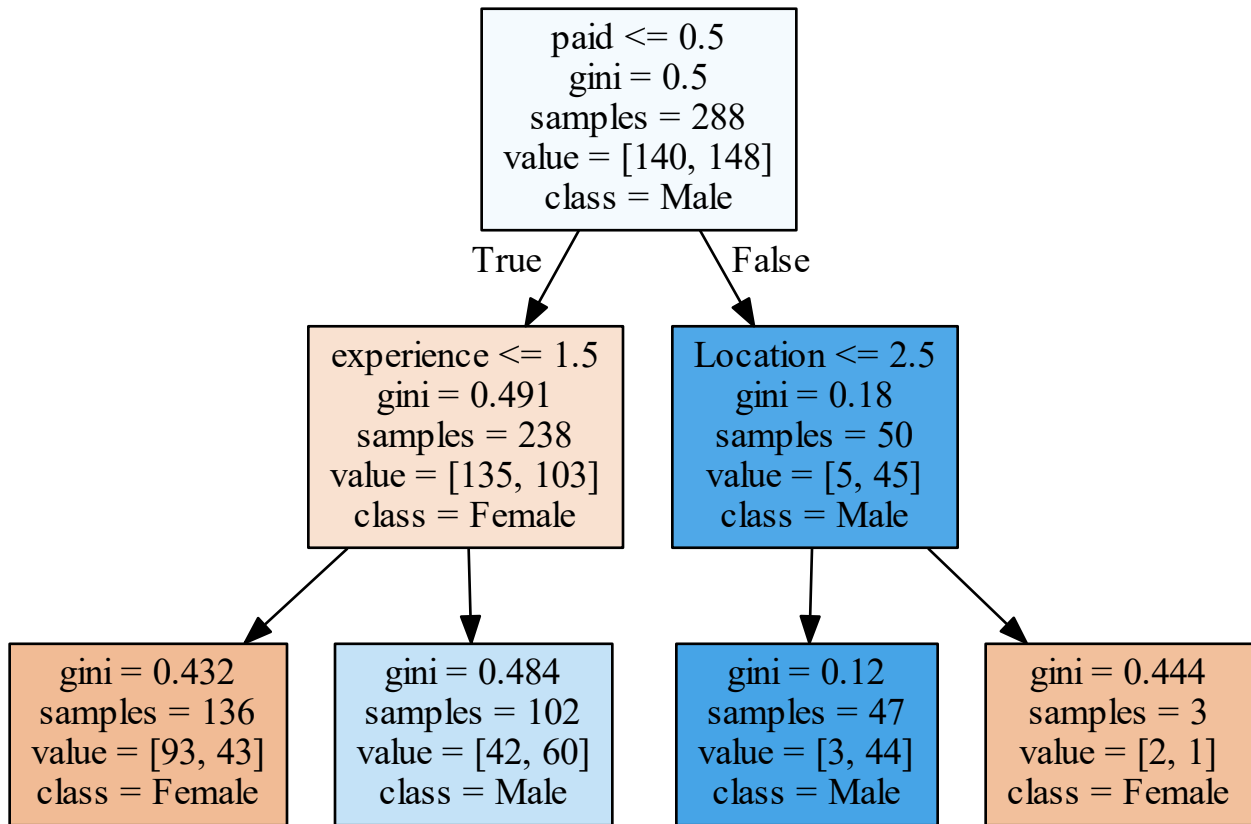 paid <= 0.5
gini = 0.5
samples = 288
value = [140, 148]
class = Male
True
False
experience <= 1.5
gini = 0.491
samples = 238
value = [135, 103]
class = Female
Location <= 2.5
gini = 0.18
samples = 50
value = [5, 45]
class = Male
gini = 0.432
samples = 136
value = [93, 43]
class = Female
gini = 0.484
samples = 102
value = [42, 60]
class = Male
gini = 0.12
samples = 47
value = [3, 44]
class = Male
gini = 0.444
samples = 3
value = [2, 1]
class = Female